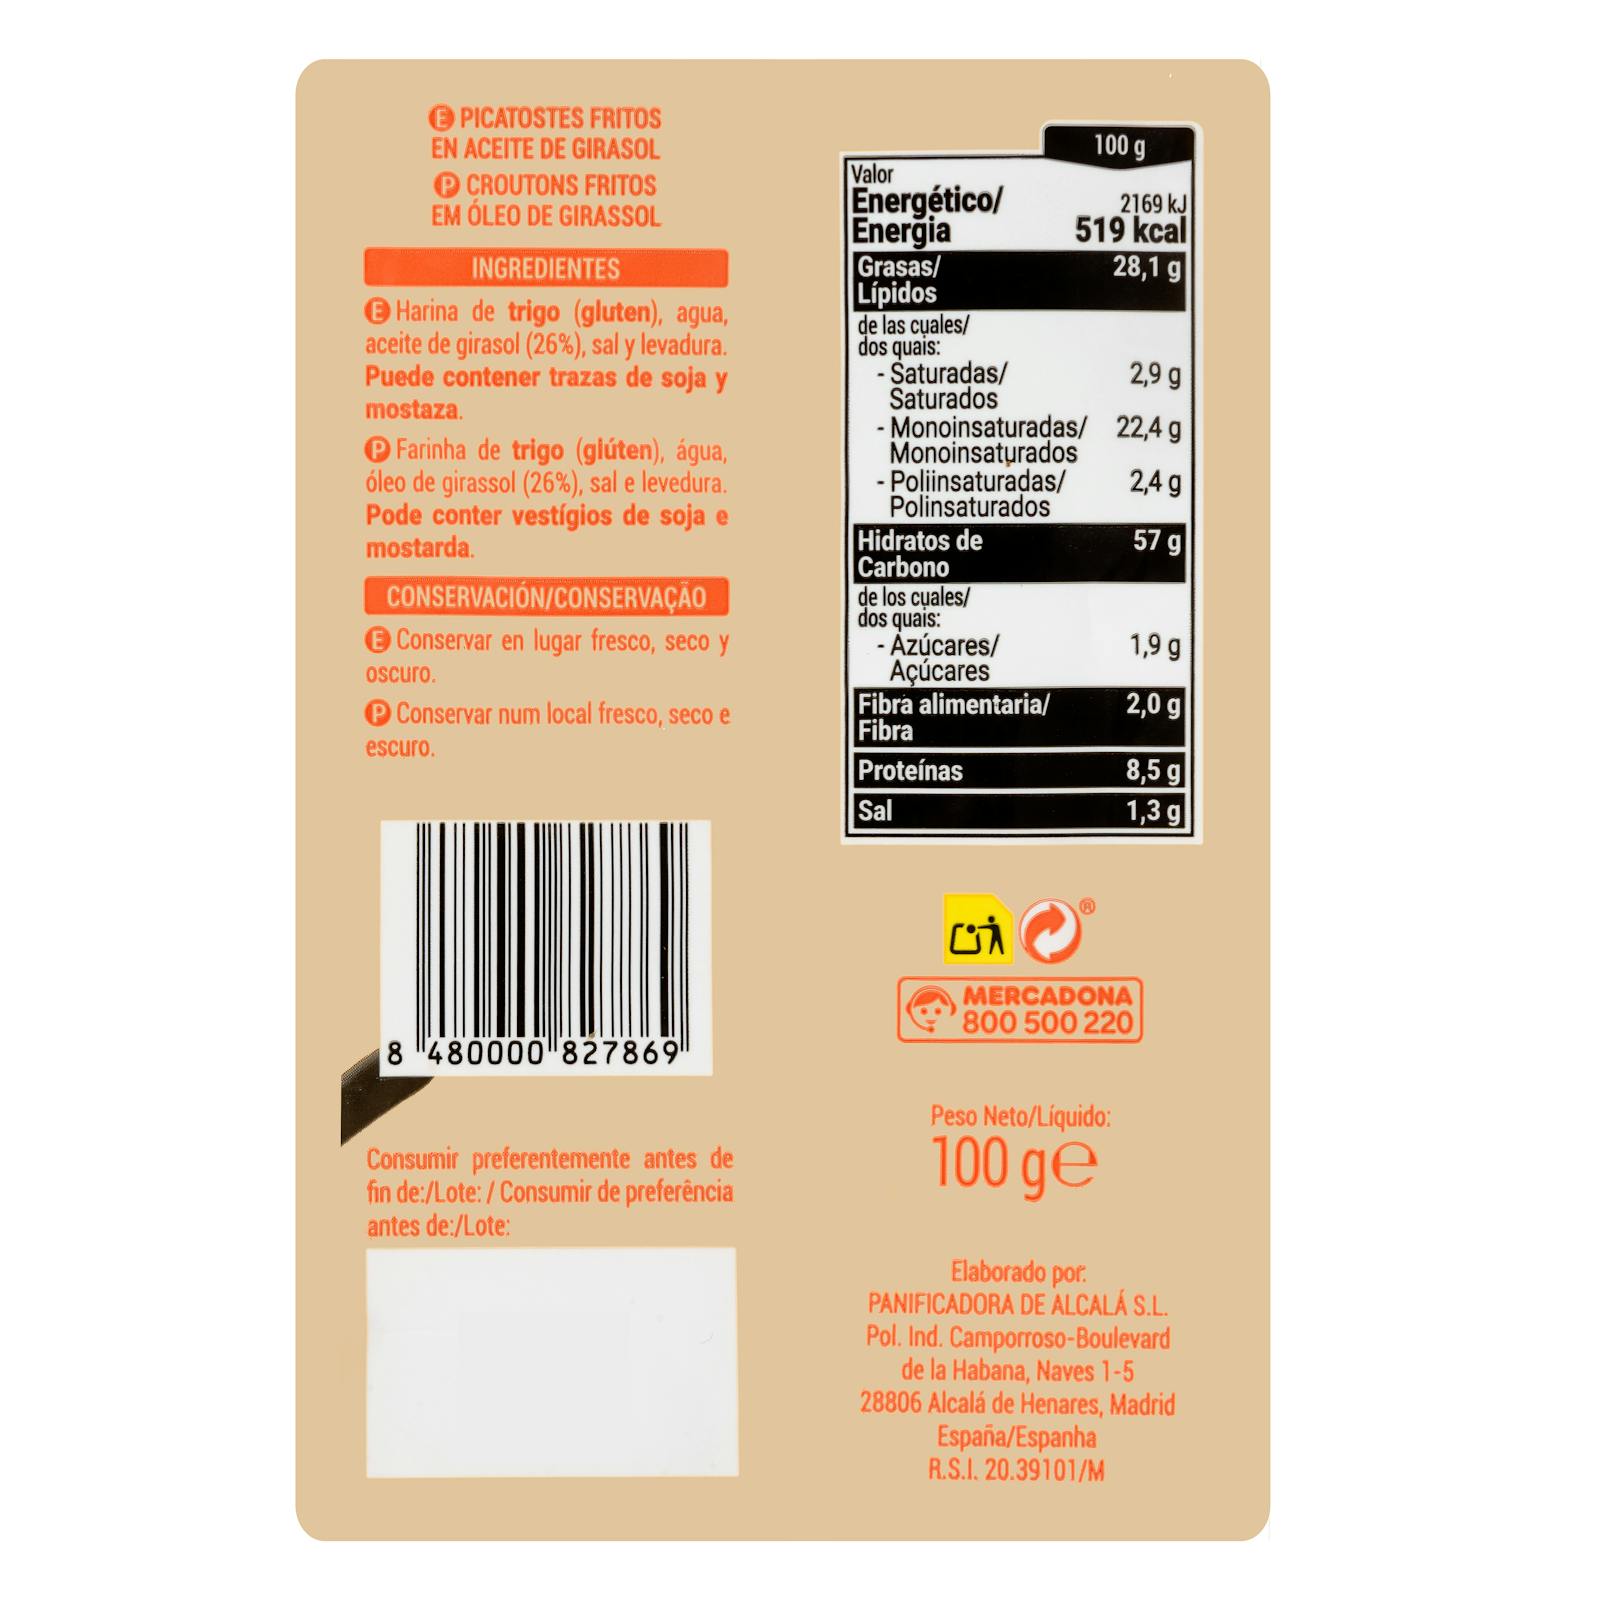 E PICATOSTES FRITOS
EN ACEITE DE GIRASOL
P CROUTONS FRITOS
EM ÓLEO DE GIRASSOL
INGREDIENTES
E Harina de trigo (gluten), agua,
aceite de girasol (26%), sal y levadura.
Puede contener trazas de soja y
mostaza.
P Farinha de trigo (glúten), água,
óleo de girassol (26%), sal e levedura.
Pode conter vestígios de soja e
mostarda.
CONSERVACIÓN/CONSERVAÇÃO
E Conservar en lugar fresco, seco y
oscuro.
P Conservar num local fresco, seco e
escuro.
8 480000 827869
Consumir preferentemente antes de
fin de:/Lote: / Consumir de preferência
antes de:/Lote:
100 g
Valor
Energético/ 2169 kJ
Energia 519 kcal
Grasas/ 28,1 g
Lípidos
de las cuales/
dos quais:
- Saturadas/ 2,9 g
Saturados
- Monoinsaturadas/ 22,4 g
Monoinsaturados
- Poliinsaturadas/ 2,4 g
Polinsaturados
Hidratos de 57 g
Carbono
de los cuales/
dos quais:
- Azúcares/ 1,9 g
Açúcares
Fibra alimentaria/ 2,0 g
Fibra
Proteínas 8,5 g
Sal 1,3 g
®
MERCADONA
800 500 220
Peso Neto/Líquido:
100 g e
Elaborado por:
PANIFICADORA DE ALCALÁ S.L.
Pol. Ind. Camporroso-Boulevard
de la Habana, Naves 1-5
28806 Alcalá de Henares, Madrid
España/Espanha
R.S.I. 20.39101/M